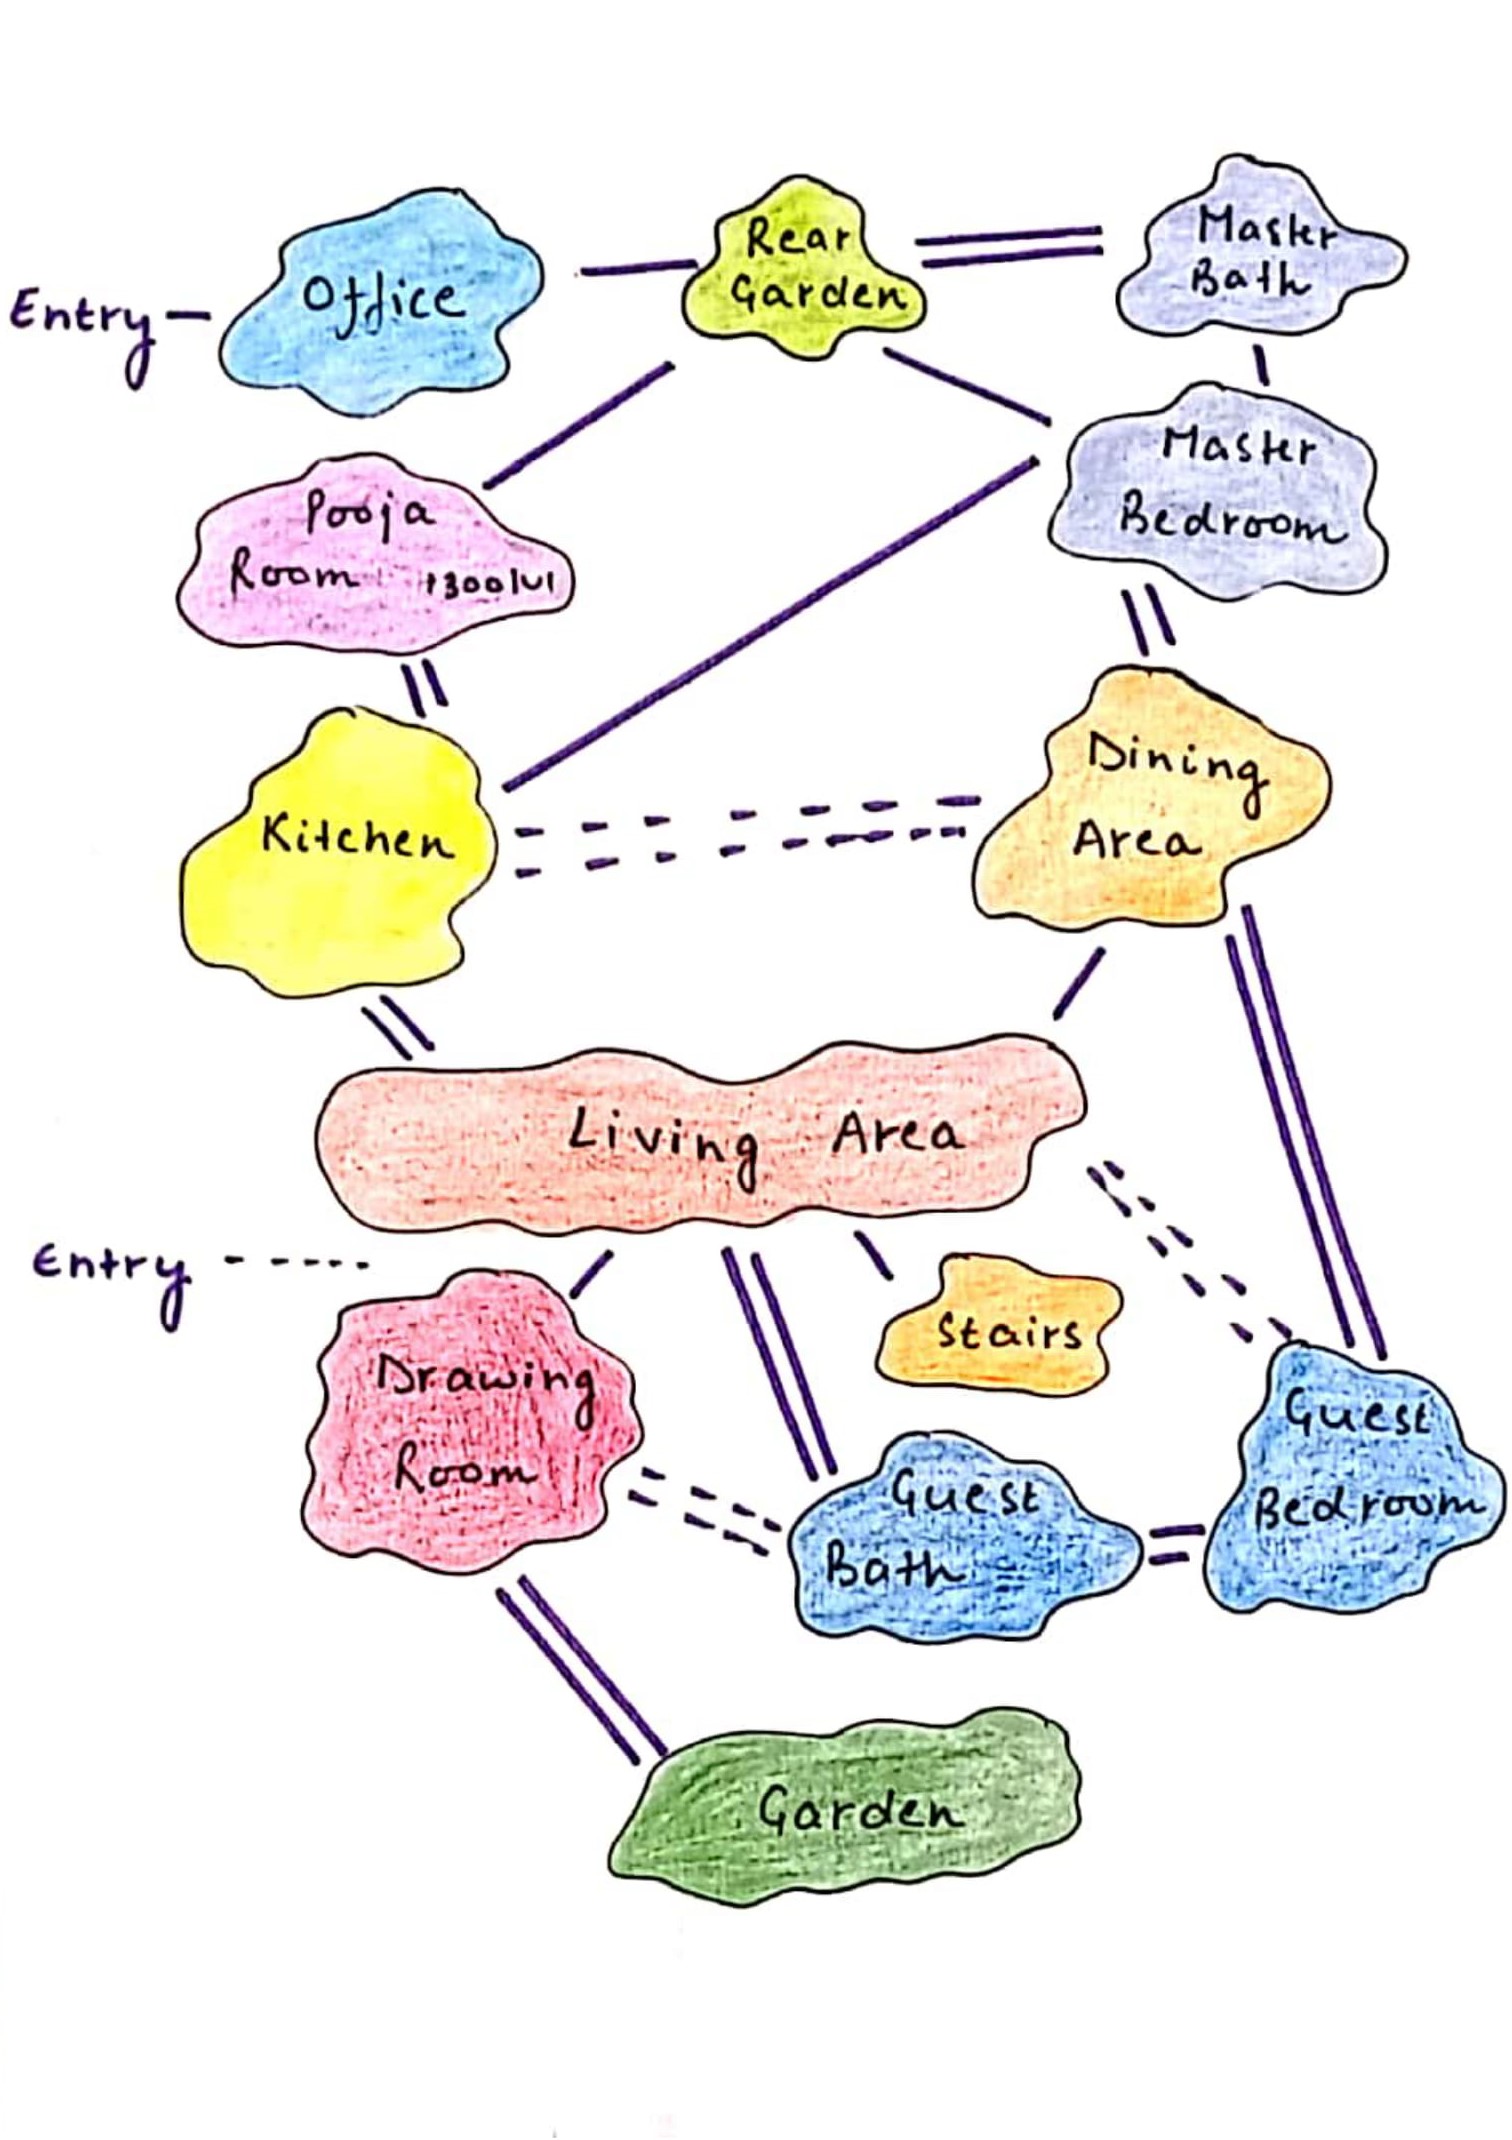 Rear
Garden
Master
Bath
Office
Entry
Master
Bedroom
Pooja
Room +300lvl
Dining
Area
Kitchen
Living Area
Entry
Stairs
Drawing
Room
Guest
Bedroom
Guest
Bath
Garden